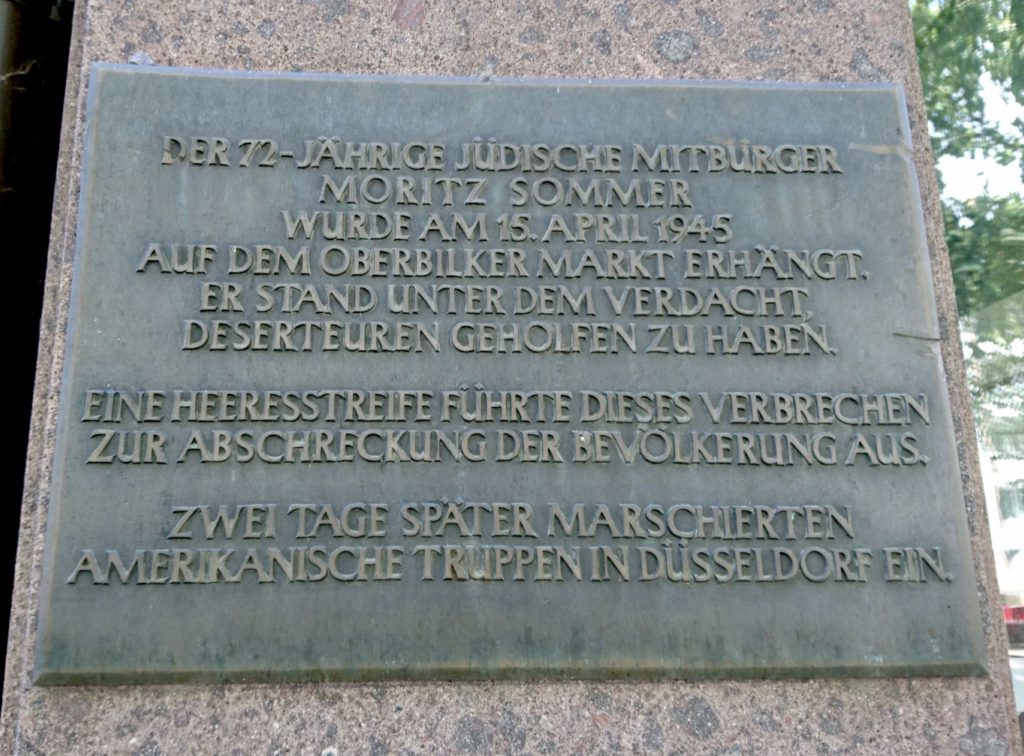 DER 72-JÄHRIGE JÜDISCHE MITBÜRGER
MORITZ SOMMER
WURDE AM 15. APRIL 1945
AUF DEM OBERBILKER MARKT ERHÄNGT.
ER STAND UNTER DEM VERDACHT,
DESERTEUREN GEHOLFEN ZU HABEN.
EINE HEERESSTREIFE FÜHRTE DIESES VERBRECHEN
ZUR ABSCHRECKUNG DER BEVÖLKERUNG AUS.
ZWEI TAGE SPÄTER MARSCHIERTEN
AMERIKANISCHE TRUPPEN IN DÜSSELDORF EIN.